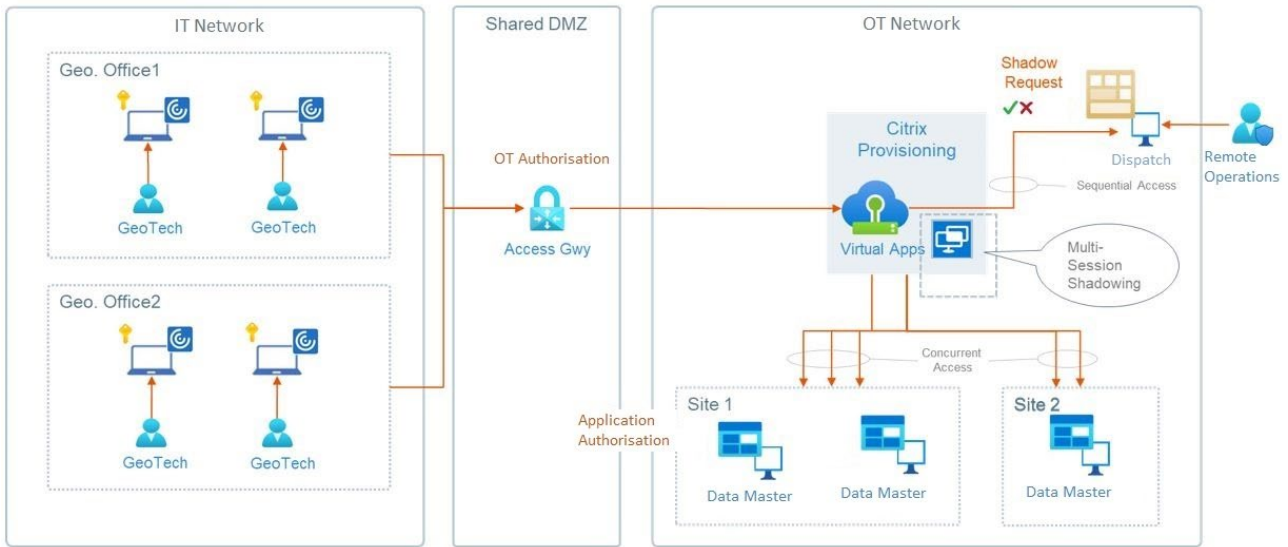 IT Network
Shared DMZ
OT Network
Geo. Office1
GeoTech
GeoTech
Geo. Office2
GeoTech
GeoTech
OT Authorisation
Access Gwy
Application
Authorisation
Citrix
Provisioning
Virtual Apps
Shadow
Request
Dispatch
Remote
Operations
Sequential Access
Multi-
Session
Shadowing
Concurrent
Access
Site 1
Data Master
Data Master
Site 2
Data Master